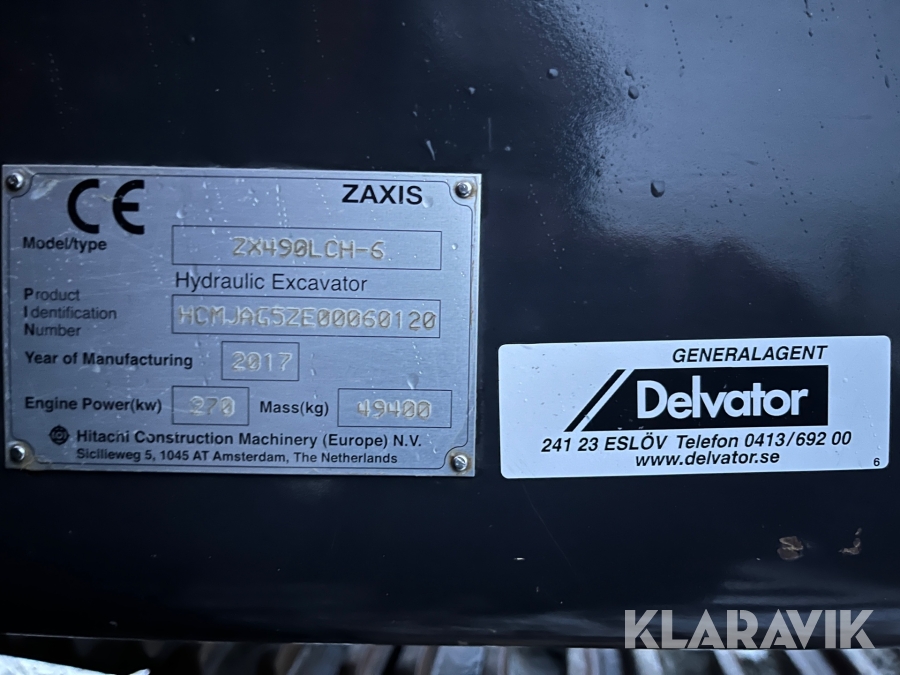 CE
ZAXIS
Model/type
ZX490LCH-6
Hydraulic Excavator
Product
Identification
Number
HCMJAG5ZE00060120
Year of Manufacturing
2017
Engine Power(kw)
270
Mass(kg)
49400
Hitachi Construction Machinery (Europe) N.V.
Sicilieweg 5, 1045 AT Amsterdam, The Netherlands
GENERALAGENT
Delvator
241 23 ESLÖV Telefon 0413/692 00
www.delvator.se
6
KLARAVIK